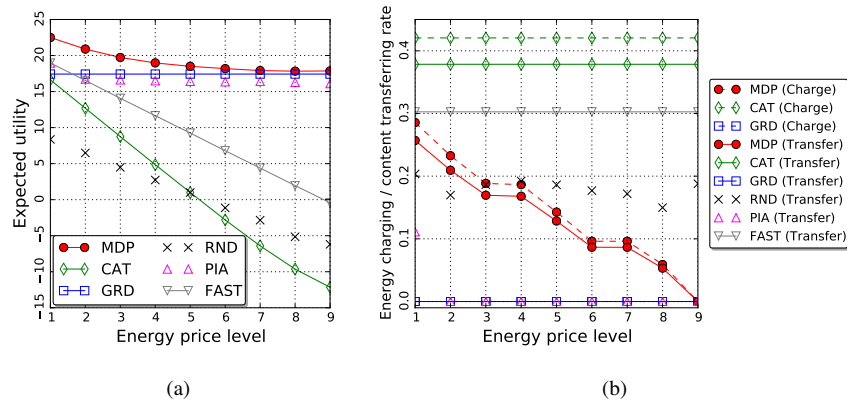 25
20
15
10
5
0
−5
−10
−15
Expected utility
MDP
CAT
GRD
RND
PIA
FAST
1 2 3 4 5 6 7 8 9
Energy price level
(a)
0.4
0.3
0.2
0.1
0.0
Energy charging / content transferring rate
1 2 3 4 5 6 7 8 9
Energy price level
(b)
MDP (Charge)
CAT (Charge)
GRD (Charge)
MDP (Transfer)
CAT (Transfer)
GRD (Transfer)
RND (Transfer)
PIA (Transfer)
FAST (Transfer)